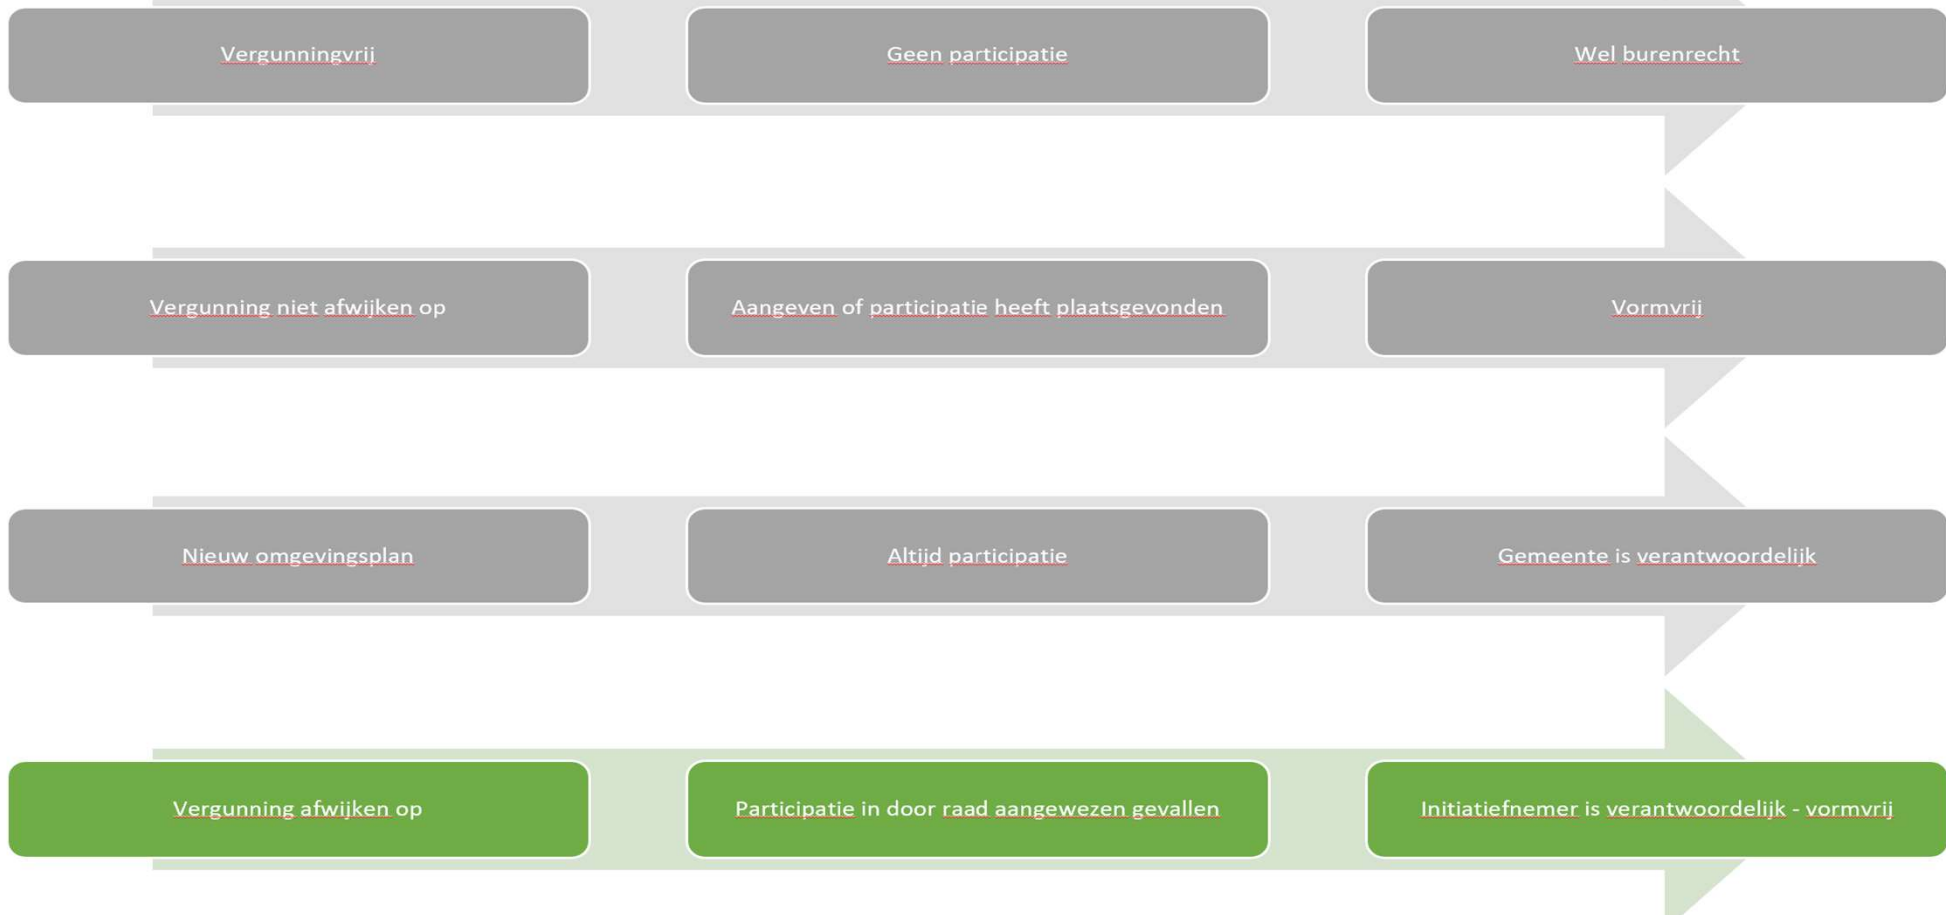 Vergunningvrij
Geen participatie
Wel burenrecht
Vergunning niet afwijken op
Aangeven of participatie heeft plaatsgevonden
Vormvrij
Nieuw omgevingsplan
Altijd participatie
Gemeente is verantwoordelijk
Vergunning afwijken op
Participatie in door raad aangewezen gevallen
Initiatiefnemer is verantwoordelijk - vormvrij